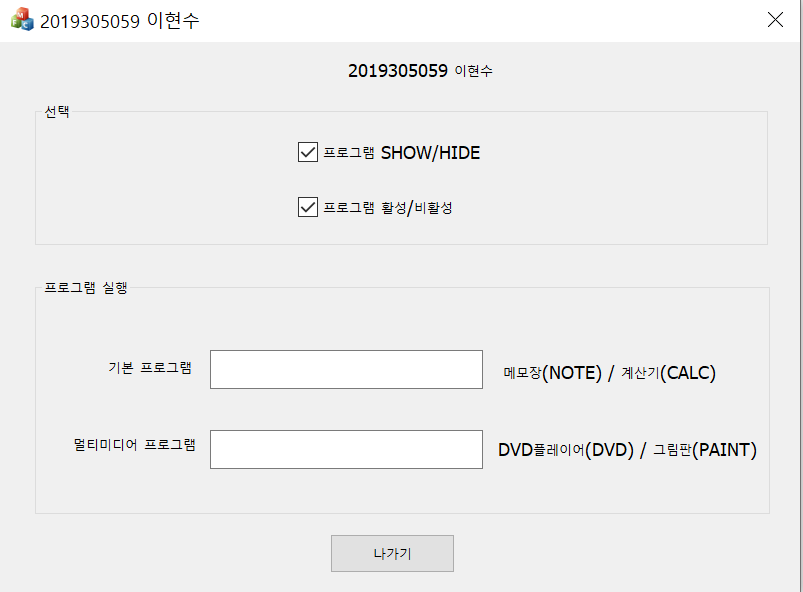 2019305059 이현수
2019305059 이현수
선택
프로그램 SHOW/HIDE
프로그램 활성/비활성
프로그램 실행
기본 프로그램 메모장(NOTE) / 계산기(CALC)
멀티미디어 프로그램 DVD플레이어(DVD) / 그림판(PAINT)
나가기